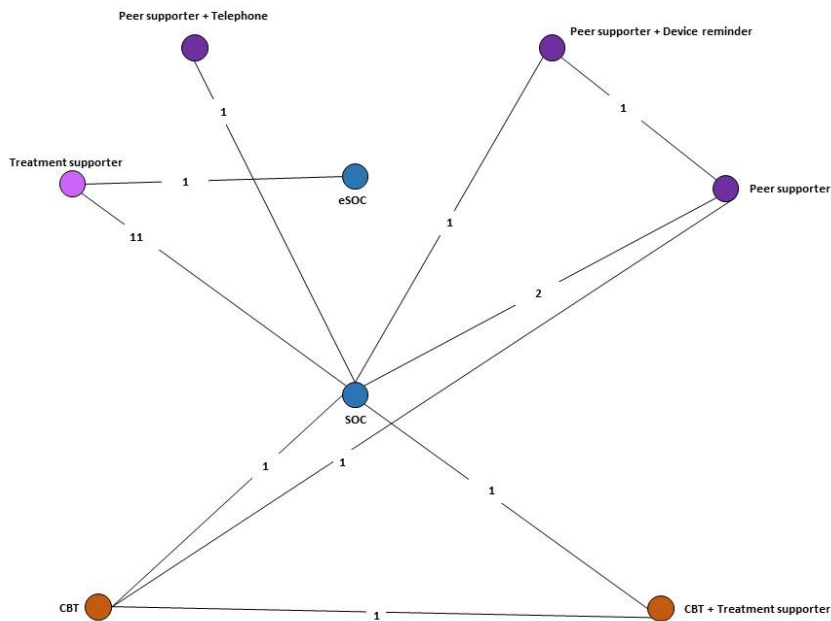 Peer supporter + Telephone
Peer supporter + Device reminder
1
1
Treatment supporter
1
eSOC
Peer supporter
1
11
2
SOC
1
1
1
CBT
CBT + Treatment supporter
1